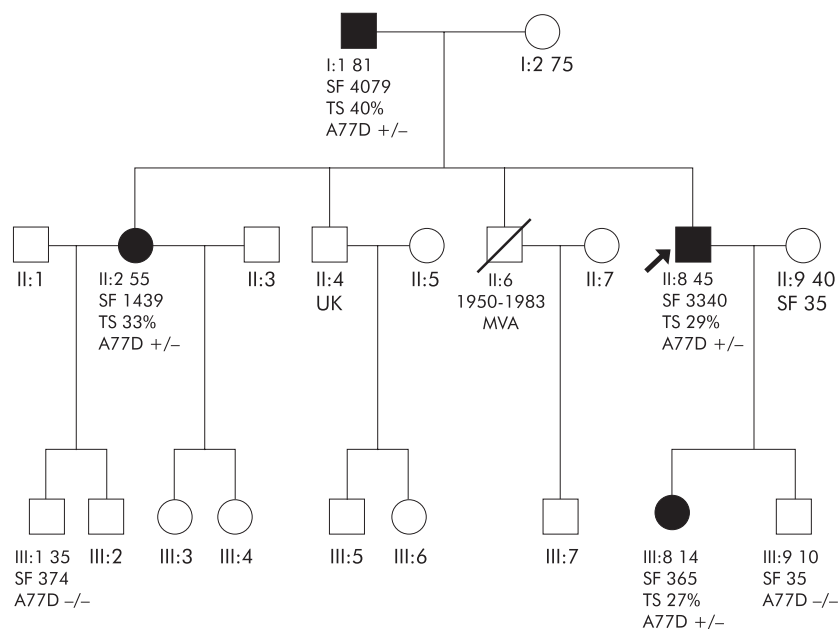 I:1 81
SF 4079
TS 40%
A77D +/–
I:2 75
II:1
II:2 55
SF 1439
TS 33%
A77D +/–
II:3
II:4
UK
II:5
II:6
1950-1983
MVA
II:7
II:8 45
SF 3340
TS 29%
A77D +/–
II:9 40
SF 35
III:1 35
SF 374
A77D –/–
III:2
III:3
III:4
III:5
III:6
III:7
III:8 14
SF 365
TS 27%
A77D +/–
III:9 10
SF 35
A77D –/–